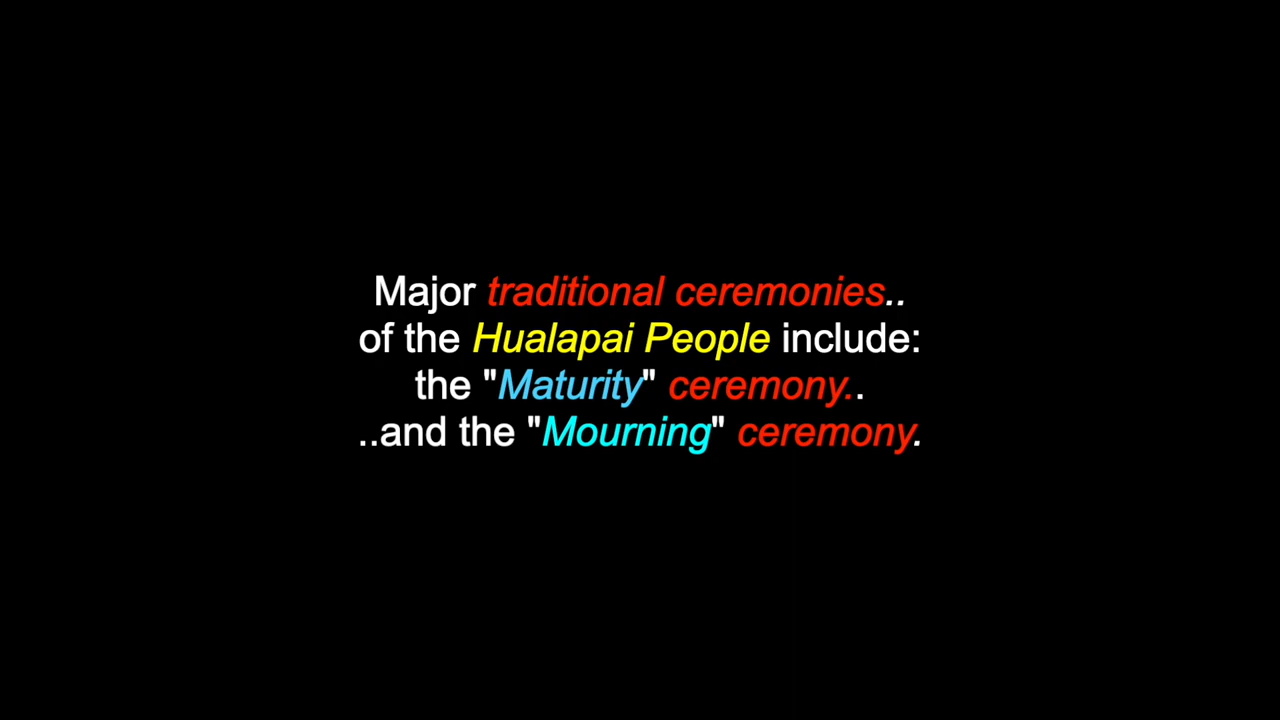 Major traditional ceremonies..
of the Hualapai People include:
the "Maturity" ceremony..
..and the "Mourning" ceremony.